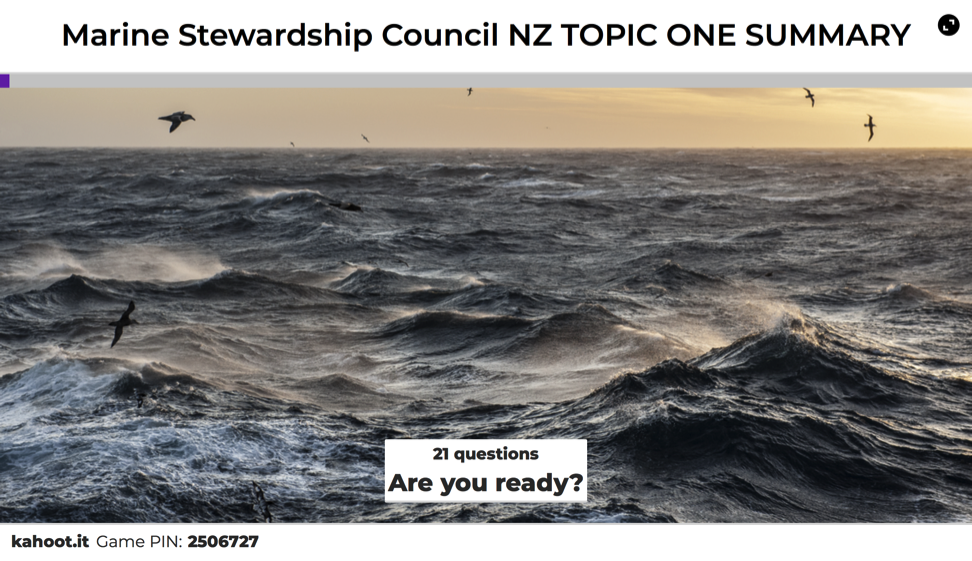 Marine Stewardship Council NZ TOPIC ONE SUMMARY
21 questions
Are you ready?
kahoot.it Game PIN: 2506727